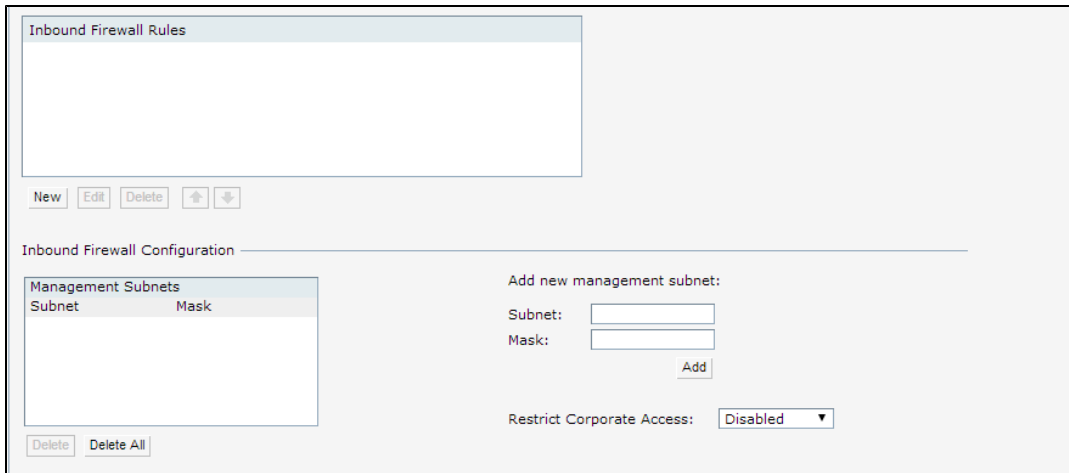 Inbound Firewall Rules
New Edit Delete
Inbound Firewall Configuration
Management Subnets
Subnet Mask
Delete Delete All
Add new management subnet:
Subnet:
Mask:
Add
Restrict Corporate Access: Disabled